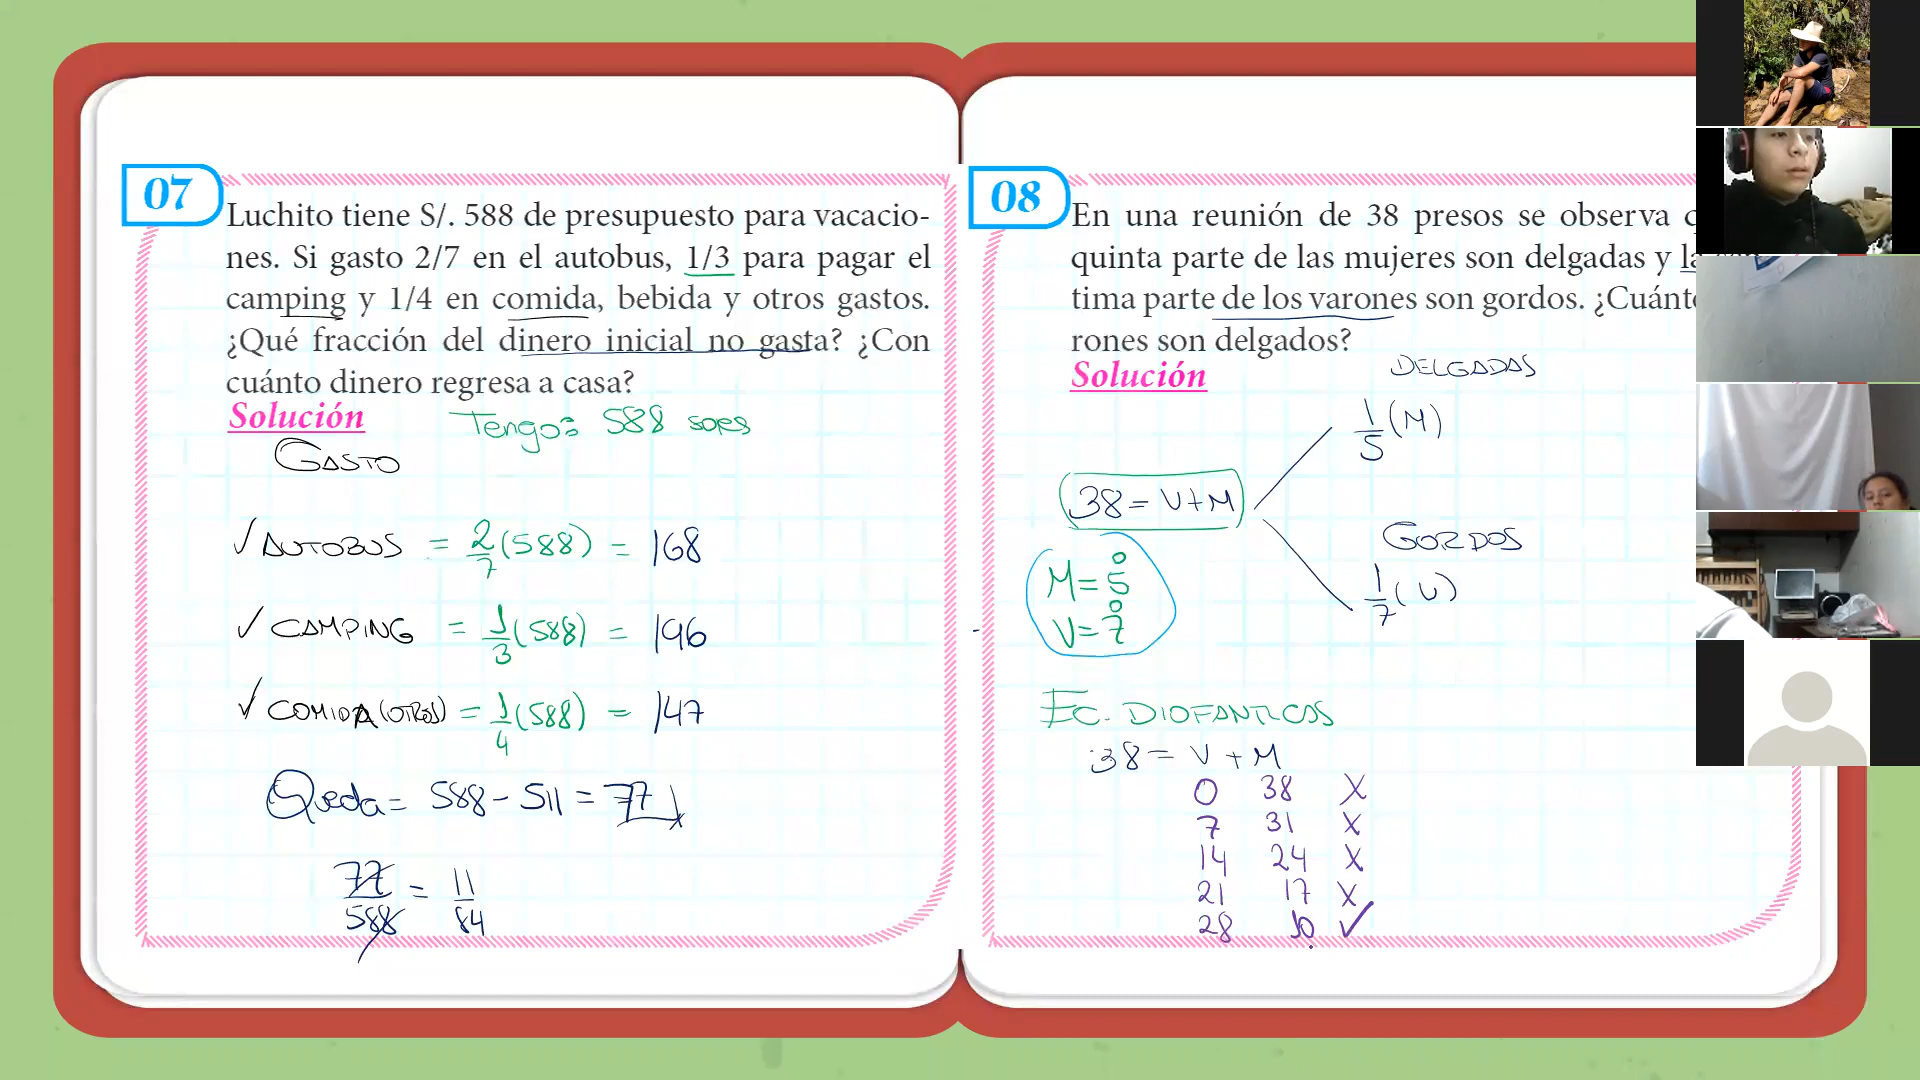 07
Luchito tiene S/. 588 de presupuesto para vacacio-
nes. Si gasto 2/7 en el autobus, 1/3 para pagar el
camping y 1/4 en comida, bebida y otros gastos.
¿Qué fracción del dinero inicial no gasta? ¿Con
cuánto dinero regresa a casa?
Solución
Tengo: 588 soles
GASTO
✓ AUTOBUS = 2/7 (588) = 168
✓ CAMPING = 1/3 (588) = 196
✓ COMIDA (OTROS) = 1/4 (588) = 147
Queda = 588 - 511 = 77
77/588 = 11/84
08
En una reunión de 38 presos se observa
quinta parte de las mujeres son delgadas y la
tima parte de los varones son gordos. ¿Cuánt
rones son delgados?
Solución
DELGADAS
1/5 (M)
38 = V+M
GORDOS
1/7 (V)
M = 5°
V = 7°
EC. DIOFANTICAS
38 = V + M
0 38 X
7 31 X
14 24 X
21 17 X
28 10 ✓